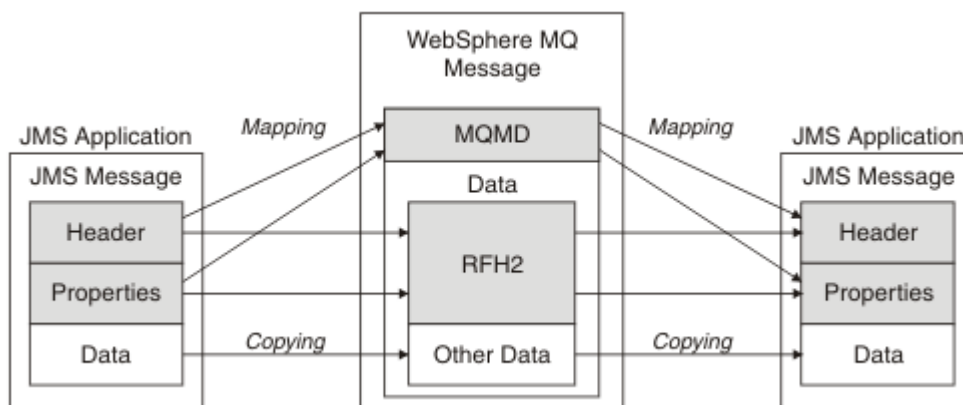 WebSphere MQ
Message
JMS Application
JMS Message
Header
Properties
Data
Mapping
Copying
MQMD
Data
RFH2
Other Data
Mapping
Copying
JMS Application
JMS Message
Header
Properties
Data